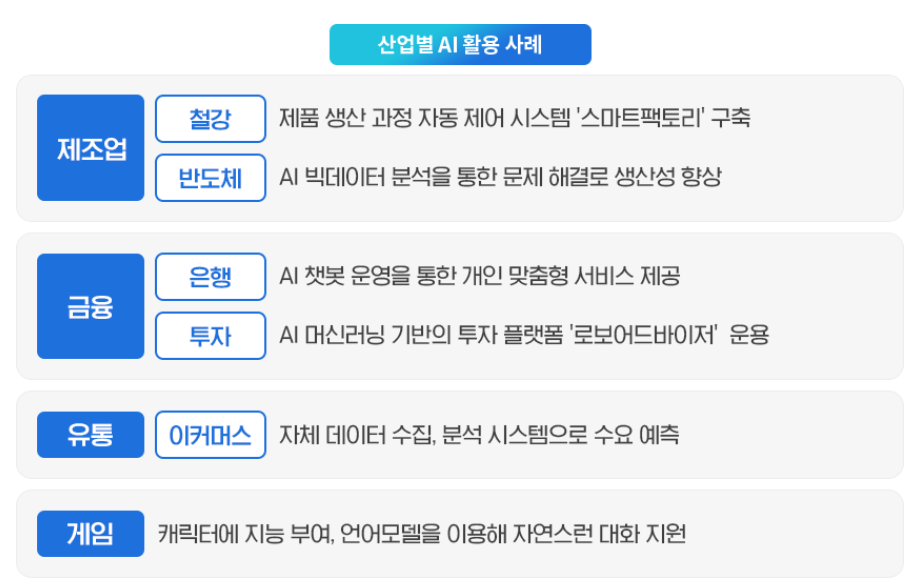 산업별 AI 활용 사례
제조업
철강
제품 생산 과정 자동 제어 시스템 '스마트팩토리' 구축
반도체
AI 빅데이터 분석을 통한 문제 해결로 생산성 향상
금융
은행
AI 챗봇 운영을 통한 개인 맞춤형 서비스 제공
투자
AI 머신러닝 기반의 투자 플랫폼 '로보어드바이저' 운용
유통
이커머스
자체 데이터 수집, 분석 시스템으로 수요 예측
게임
캐릭터에 지능 부여, 언어모델을 이용해 자연스런 대화 지원